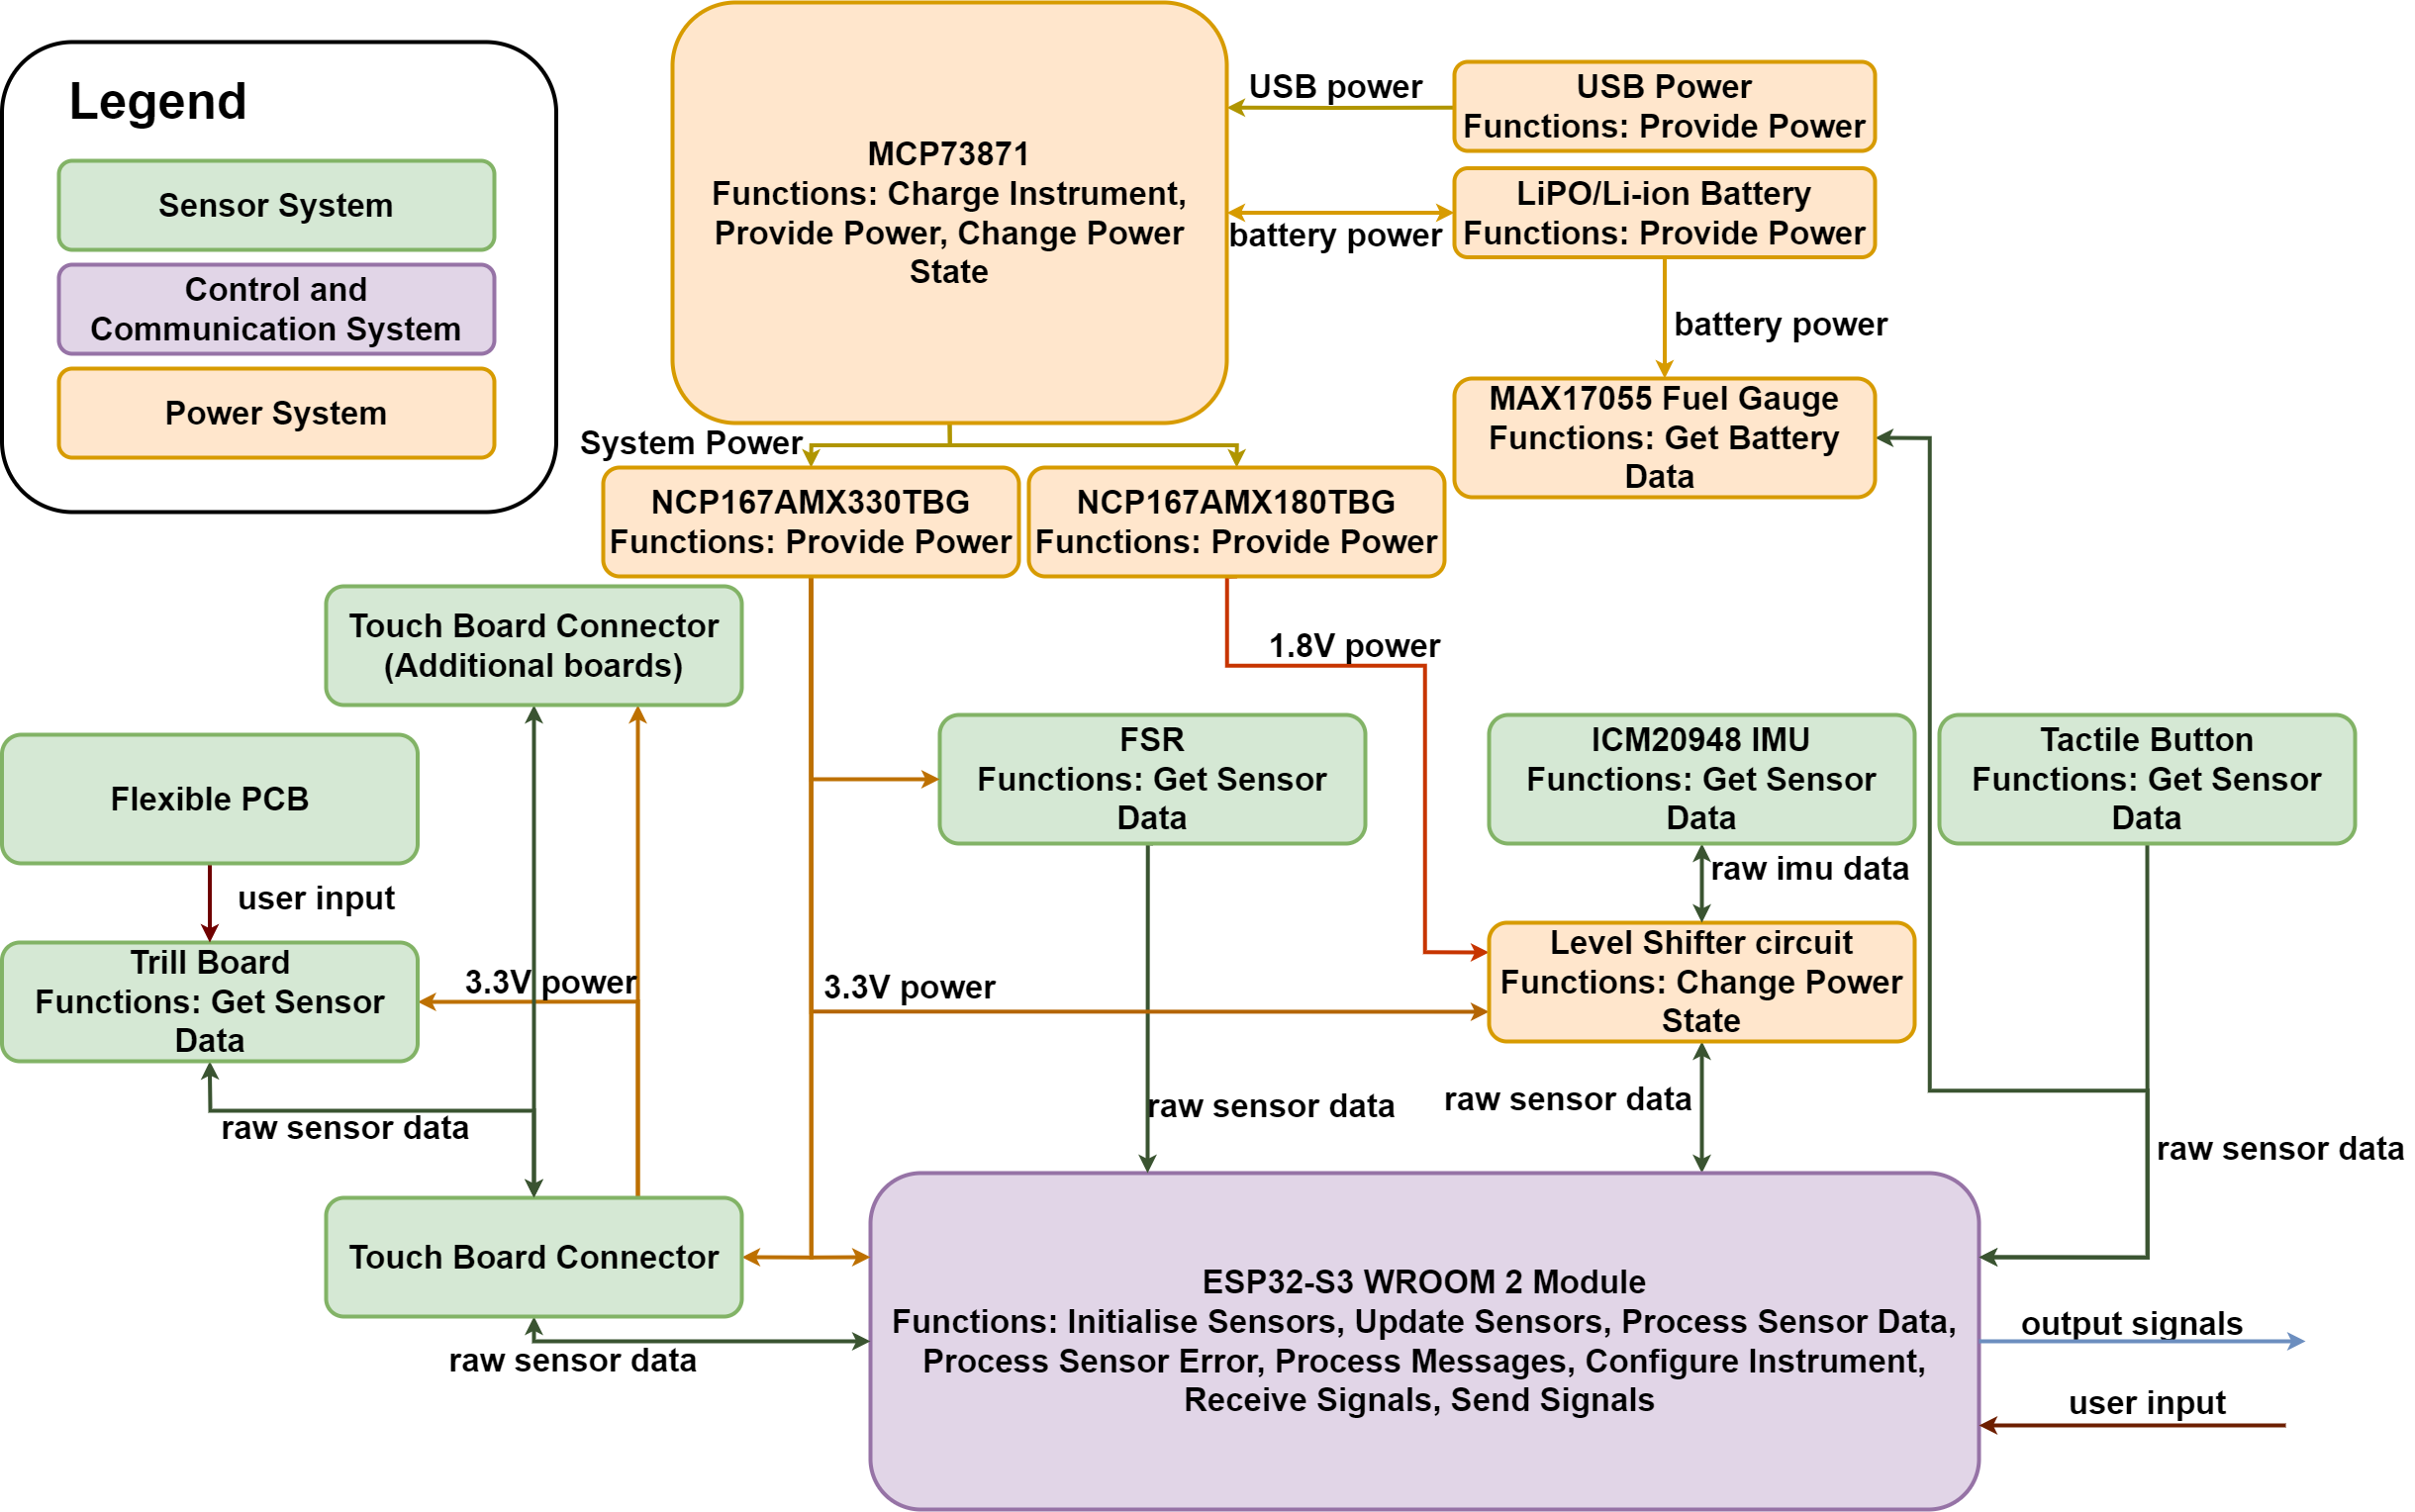 Legend
Sensor System
Control and
Communication System
Power System
MCP73871
Functions: Charge Instrument,
Provide Power, Change Power
State
USB power
USB Power
Functions: Provide Power
battery power
LiPO/Li-ion Battery
Functions: Provide Power
battery power
MAX17055 Fuel Gauge
Functions: Get Battery
Data
System Power
NCP167AMX330TBG
Functions: Provide Power
NCP167AMX180TBG
Functions: Provide Power
Touch Board Connector
(Additional boards)
1.8V power
Flexible PCB
FSR
Functions: Get Sensor
Data
ICM20948 IMU
Functions: Get Sensor
Data
Tactile Button
Functions: Get Sensor
Data
user input
raw imu data
Trill Board
Functions: Get Sensor
Data
3.3V power
3.3V power
Level Shifter circuit
Functions: Change Power
State
raw sensor data
raw sensor data
raw sensor data
raw sensor data
Touch Board Connector
raw sensor data
ESP32-S3 WROOM 2 Module
Functions: Initialise Sensors, Update Sensors, Process Sensor Data,
Process Sensor Error, Process Messages, Configure Instrument,
Receive Signals, Send Signals
output signals
user input